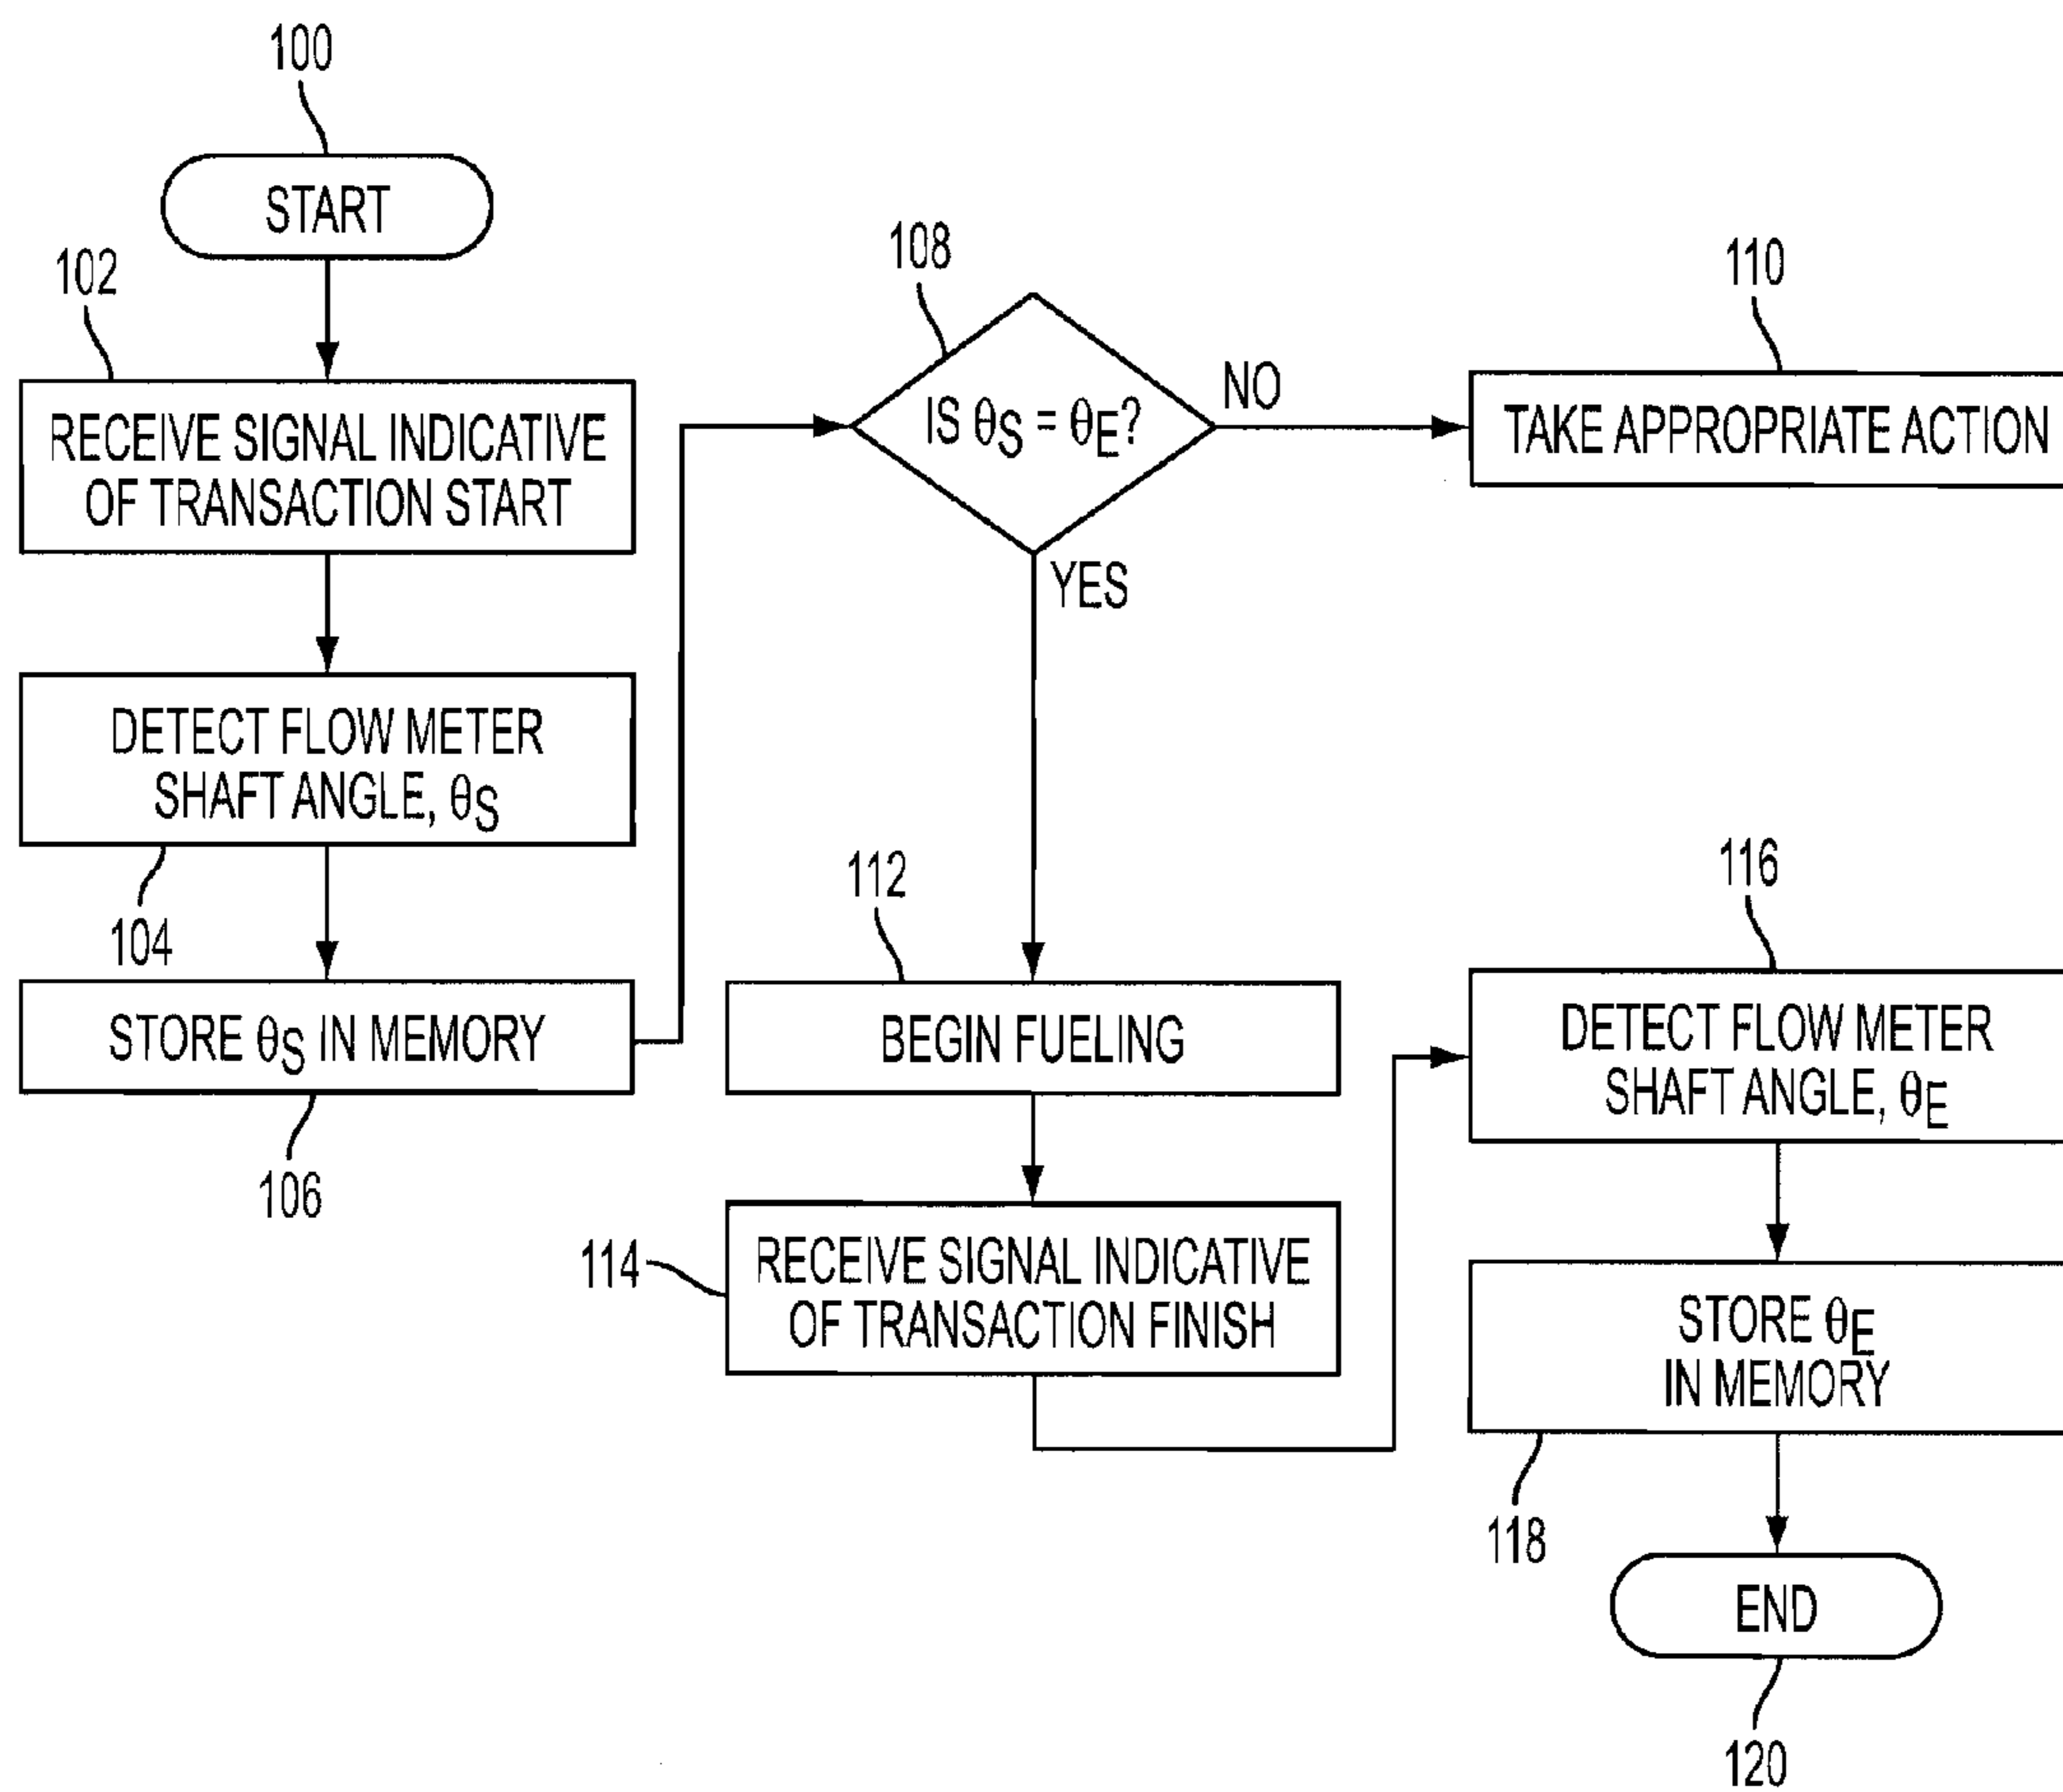 100
START
102
RECEIVE SIGNAL INDICATIVE
OF TRANSACTION START
DETECT FLOW METER
SHAFT ANGLE, θS
104
STORE θS IN MEMORY
106
108
IS θS = θE?
NO
YES
110
TAKE APPROPRIATE ACTION
112
BEGIN FUELING
114
RECEIVE SIGNAL INDICATIVE
OF TRANSACTION FINISH
116
DETECT FLOW METER
SHAFT ANGLE, θE
STORE θE
IN MEMORY
118
END
120